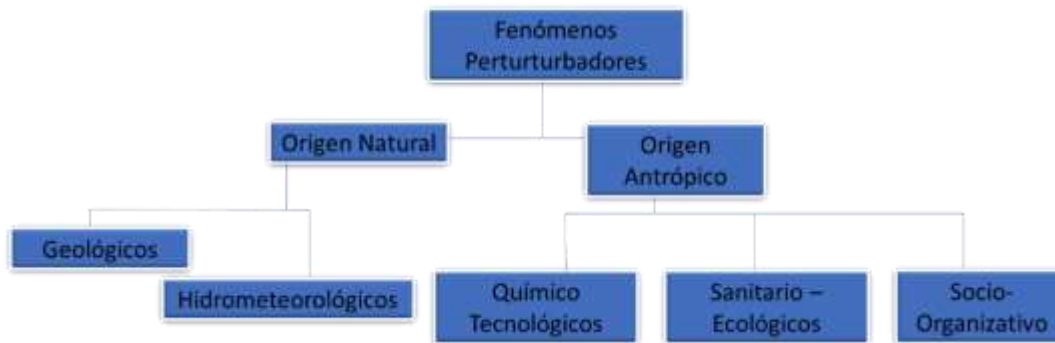 Fenómenos
Perturturbadores
Origen Natural
Origen
Antrópico
Geológicos
Hidrometeorológicos
Químico
Tecnológicos
Sanitario –
Ecológicos
Socio-
Organizativo